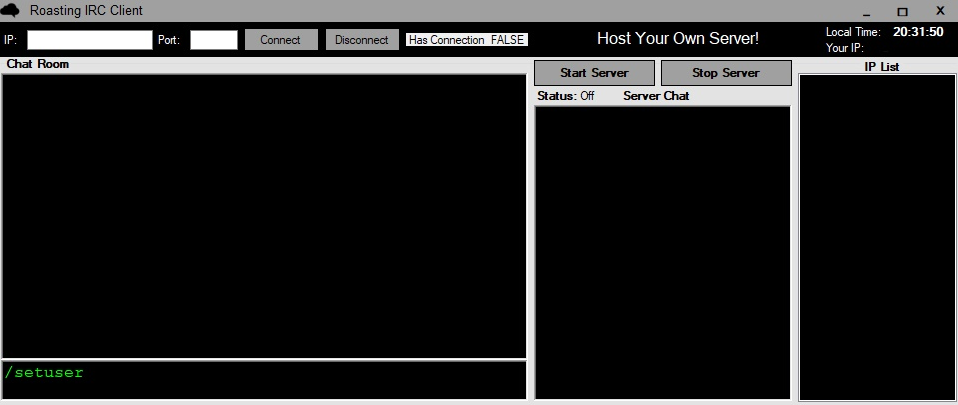 Roasting IRC Client
IP: Port: Connect Disconnect Has Connection FALSE
Host Your Own Server!
Local Time: 20:31:50
Your IP:
Chat Room
Start Server Stop Server
Status: Off Server Chat
IP List
/setuser